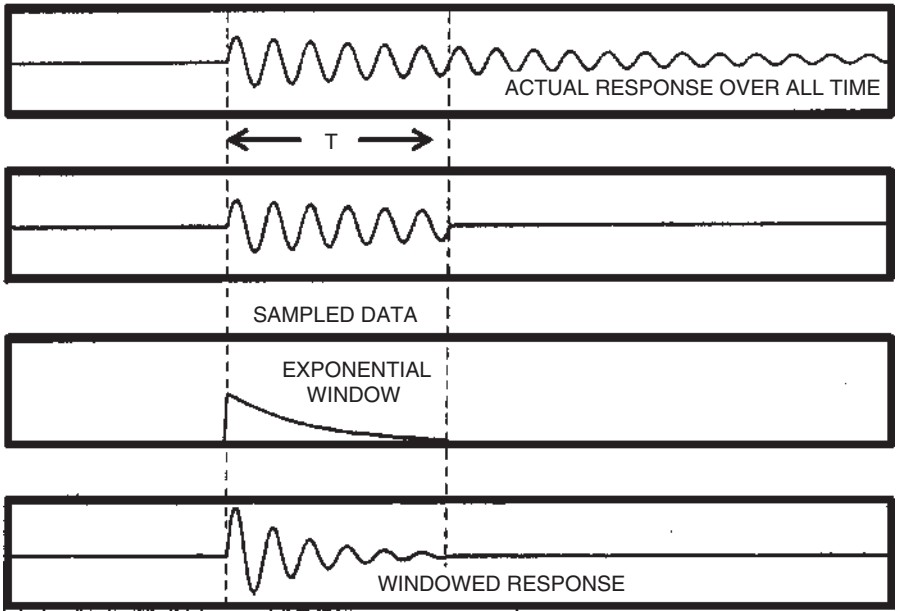 ACTUAL RESPONSE OVER ALL TIME
T
SAMPLED DATA
EXPONENTIAL
WINDOW
WINDOWED RESPONSE